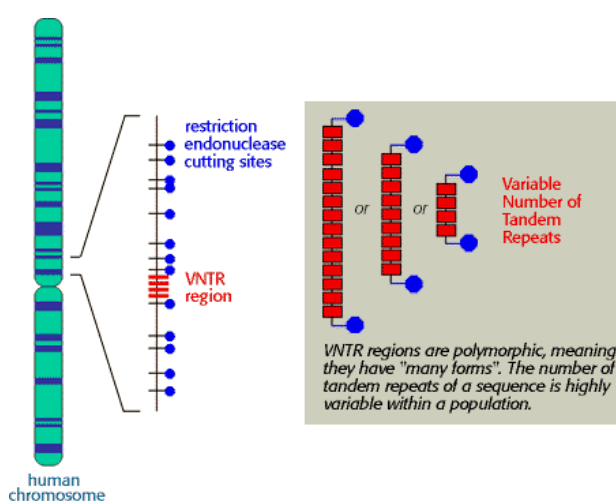 restriction
endonuclease
cutting sites
VNTR
region
human
chromosome
or
or
Variable
Number of
Tandem
Repeats
VNTR regions are polymorphic, meaning
they have "many forms". The number of
tandem repeats of a sequence is highly
variable within a population.